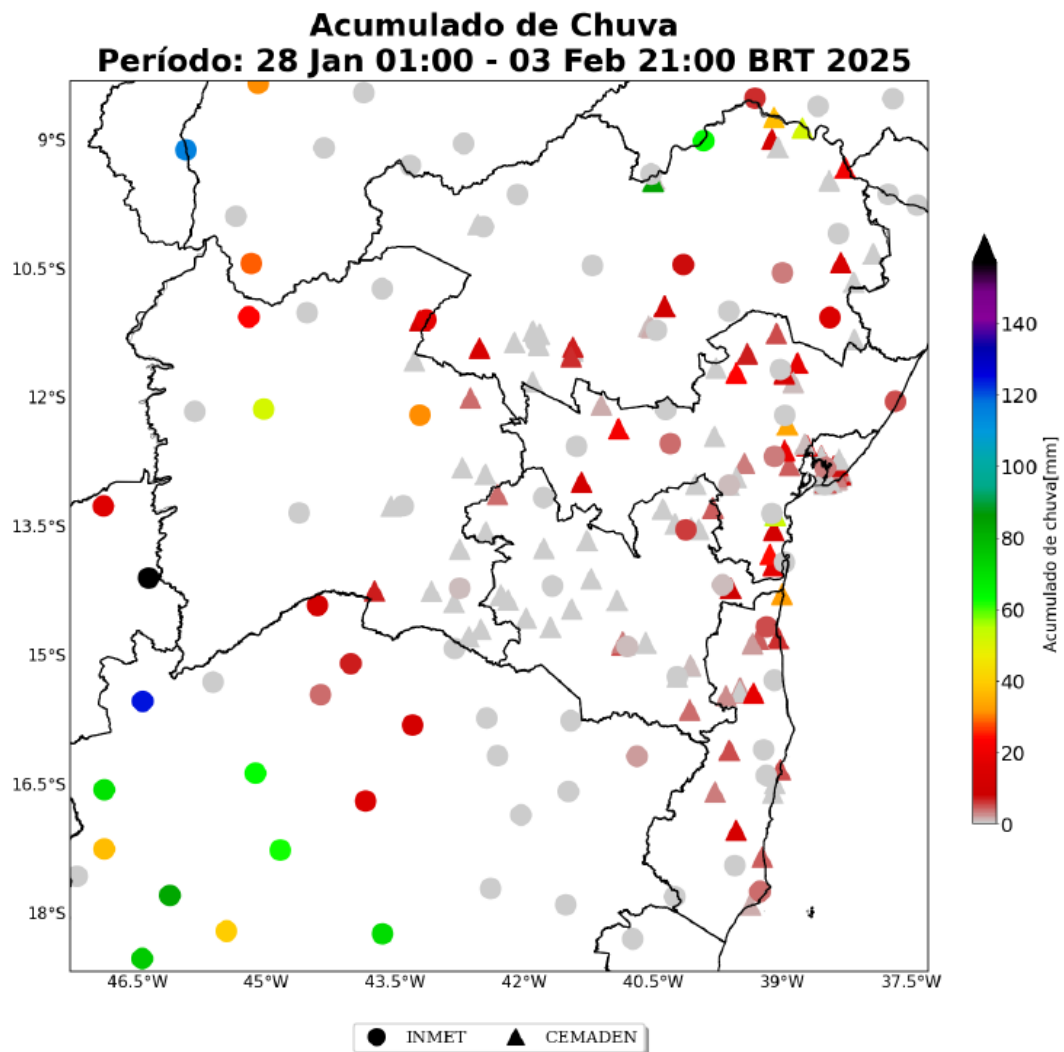 Acumulado de Chuva
Período: 28 Jan 01:00 - 03 Feb 21:00 BRT 2025
9°S
10.5°S
12°S
13.5°S
15°S
16.5°S
18°S
46.5°W 45°W 43.5°W 42°W 40.5°W 39°W 37.5°W
140
120
100
80
60
40
20
0
Acumulado de chuva[mm]
INMET CEMADEN